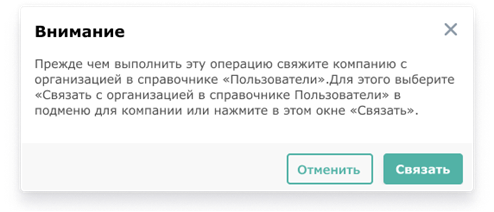 Внимание
Прежде чем выполнить эту операцию свяжите компанию с
организацией в справочнике «Пользователи».Для этого выберите
«Связать с организацией в справочнике Пользователи» в
подменю для компании или нажмите в этом окне «Связать».
Отменить
Связать